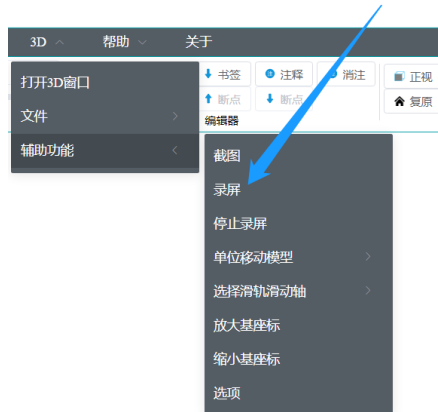 3D 帮助 关于
打开3D窗口
文件
辅助功能
书签 注释 消注 正视
断点 断点 复原
编辑器
截图
录屏
停止录屏
单位移动模型
选择滑轨滑动轴
放大基座标
缩小基座标
选项